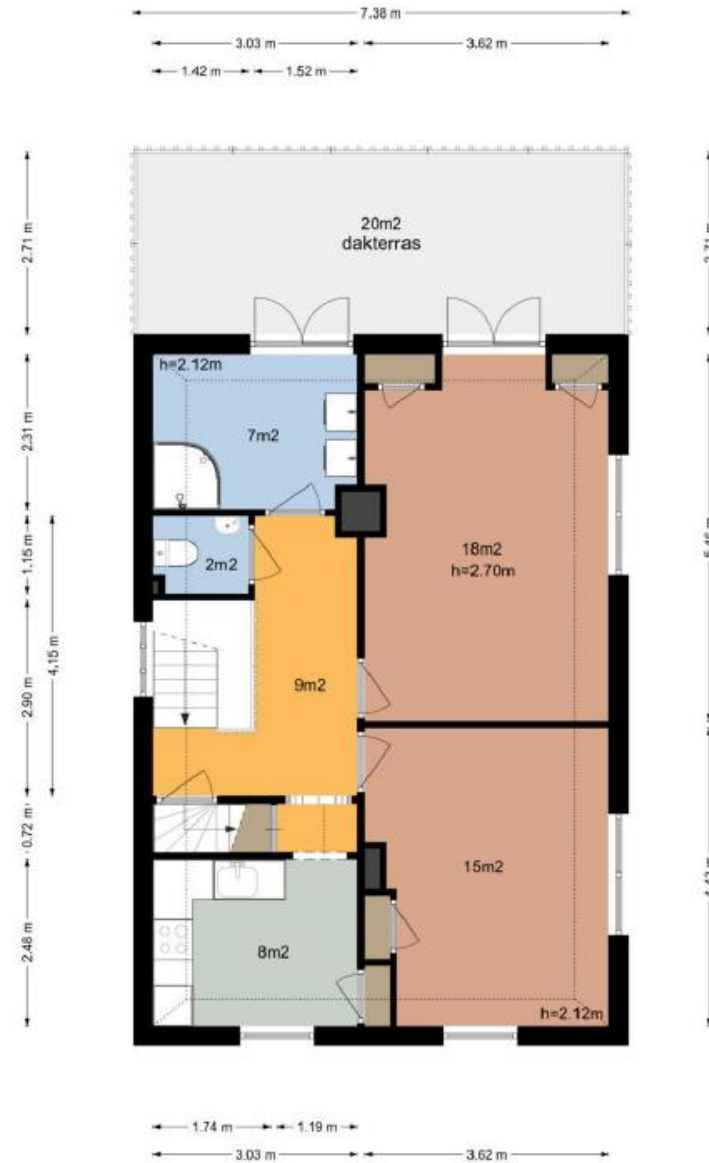 7.38 m
3.03 m
3.62 m
1.42 m
1.52 m
2.71 m
20m2
dakterras
h=2.12m
2.31 m
7m2
1.15 m
2m2
18m2
h=2.70m
4.15 m
2.90 m
9m2
0.72 m
15m2
2.48 m
8m2
h=2.12m
1.74 m
1.19 m
3.03 m
3.62 m